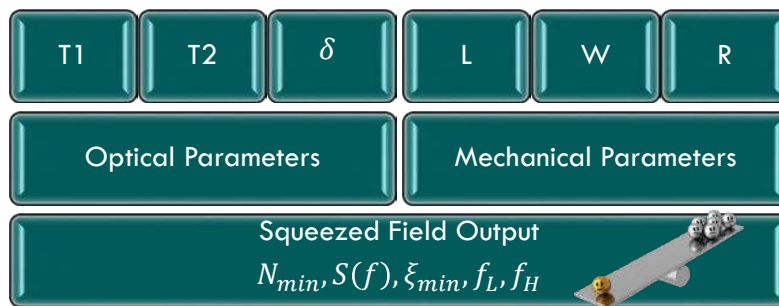 T1 T2 δ L W R
Optical Parameters Mechanical Parameters
Squeezed Field Output
N_min, S(f), ξ_min, f_L, f_H